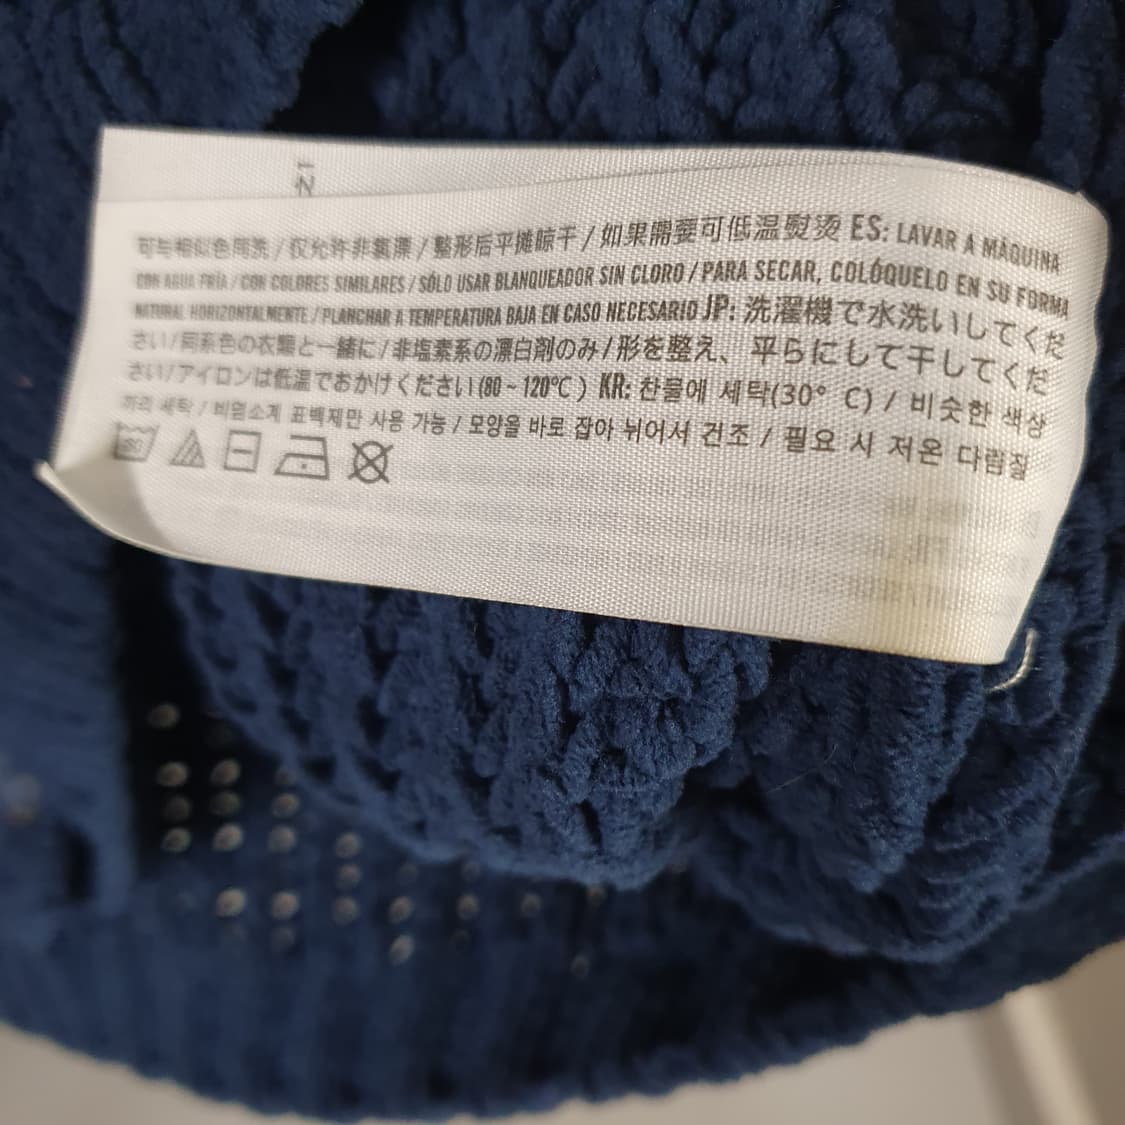 可与相似色同洗 / 仅允许非氯漂 / 整形后平摊晾干 / 如果需要可低温熨烫 ES: LAVAR A MÁQUINA
CON AGUA FRÍA / CON COLORES SIMILARES / SÓLO USAR BLANQUEADOR SIN CLORO / PARA SECAR, COLÓQUELO EN SU FORMA
NATURAL HORIZONTALMENTE / PLANCHAR A TEMPERATURA BAJA EN CASO NECESARIO JP: 洗濯機で水洗いしてくだ
さい/同系色の衣類と一緒に/非塩素系の漂白剤のみ/形を整え、平らにして干してくだ
さい/アイロンは低温でおかけください(80~120℃) KR: 찬물에 세탁(30° C) / 비슷한 색상
끼리 세탁 / 비염소계 표백제만 사용 가능 / 모양을 바로 잡아 뉘어서 건조 / 필요 시 저온 다림질